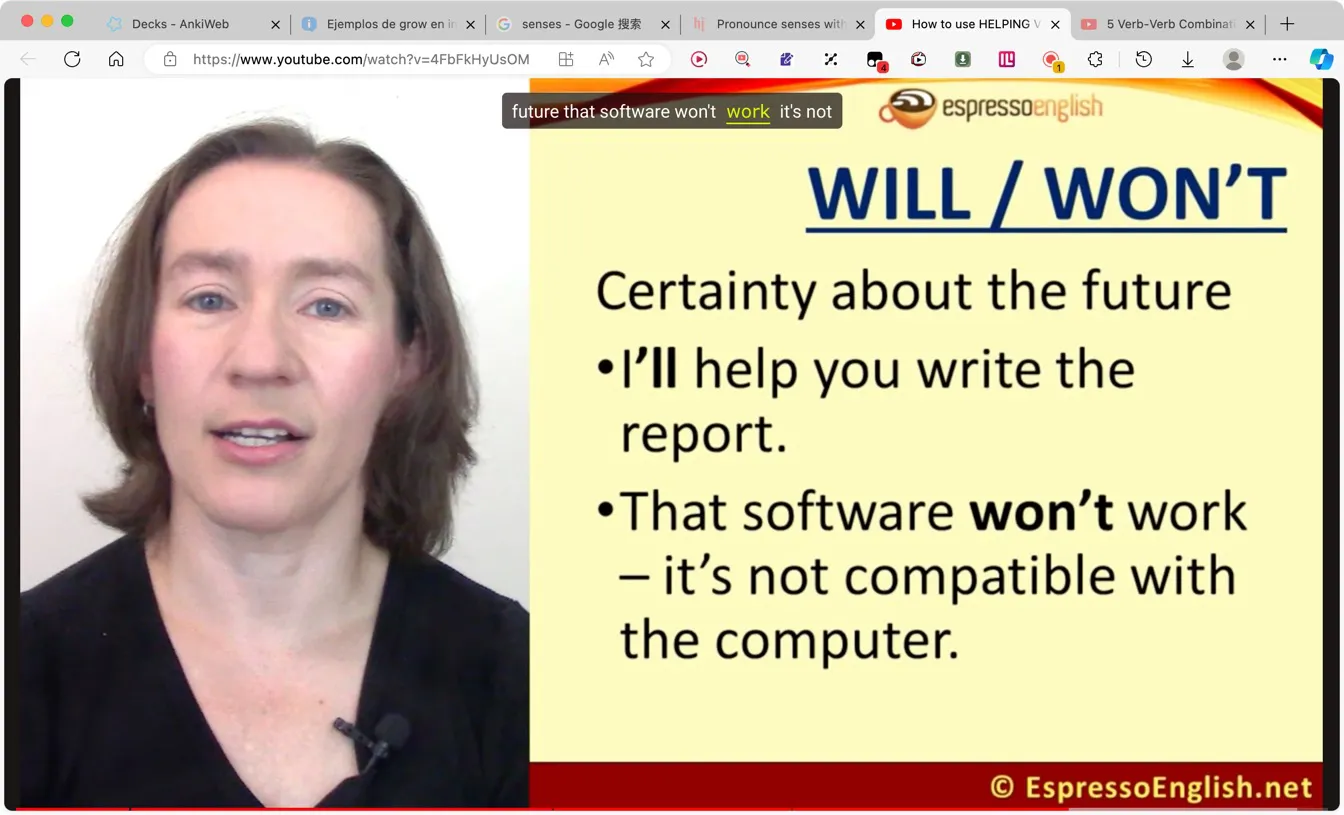 Decks - AnkiWeb
Ejemplos de grow en in
senses - Google 搜索
Pronounce senses with
How to use HELPING V
5 Verb-Verb Combinati
https://www.youtube.com/watch?v=4FbFkHyUsOM
4
1
future that software won't work it's not
espressoenglish
WILL / WON'T
Certainty about the future
•I'll help you write the
report.
•That software won't work
– it's not compatible with
the computer.
© EspressoEnglish.net